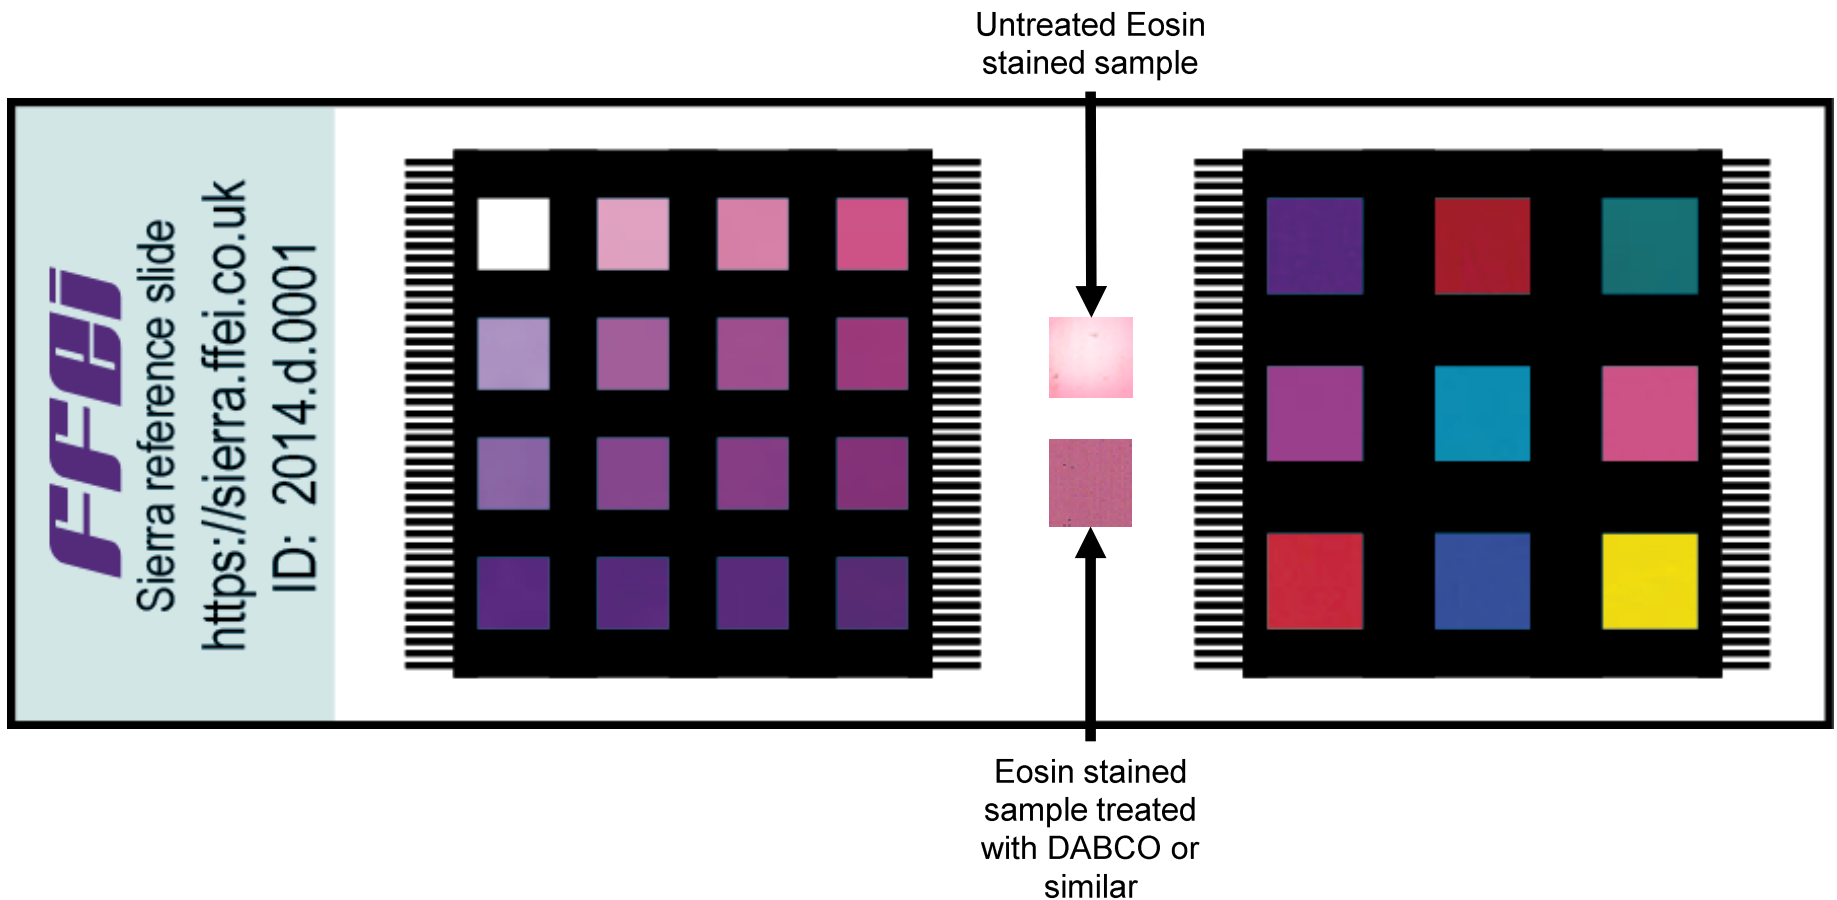 Untreated Eosin
stained sample
FFEi
Sierra reference slide
https://sierra.ffei.co.uk
ID: 2014.d.0001
Eosin stained
sample treated
with DABCO or
similar